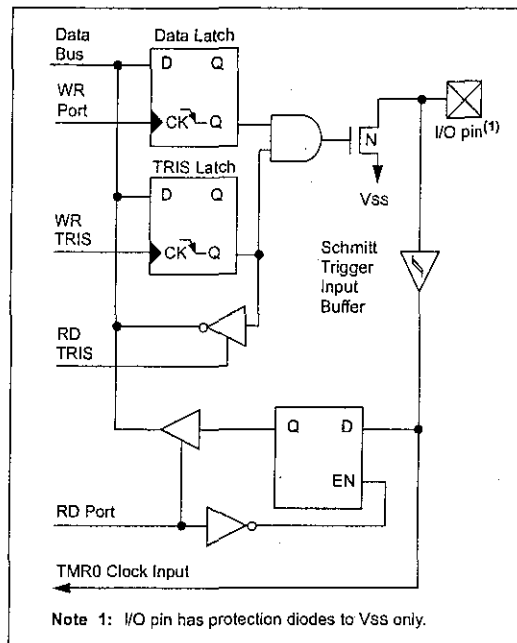 Data
Bus
Data Latch
D Q
WR
Port
CK Q
N
I/O pin(1)
Vss
TRIS Latch
D Q
WR
TRIS
CK Q
Schmitt
Trigger
Input
Buffer
RD
TRIS
Q D
EN
RD Port
TMR0 Clock Input
Note 1: I/O pin has protection diodes to Vss only.